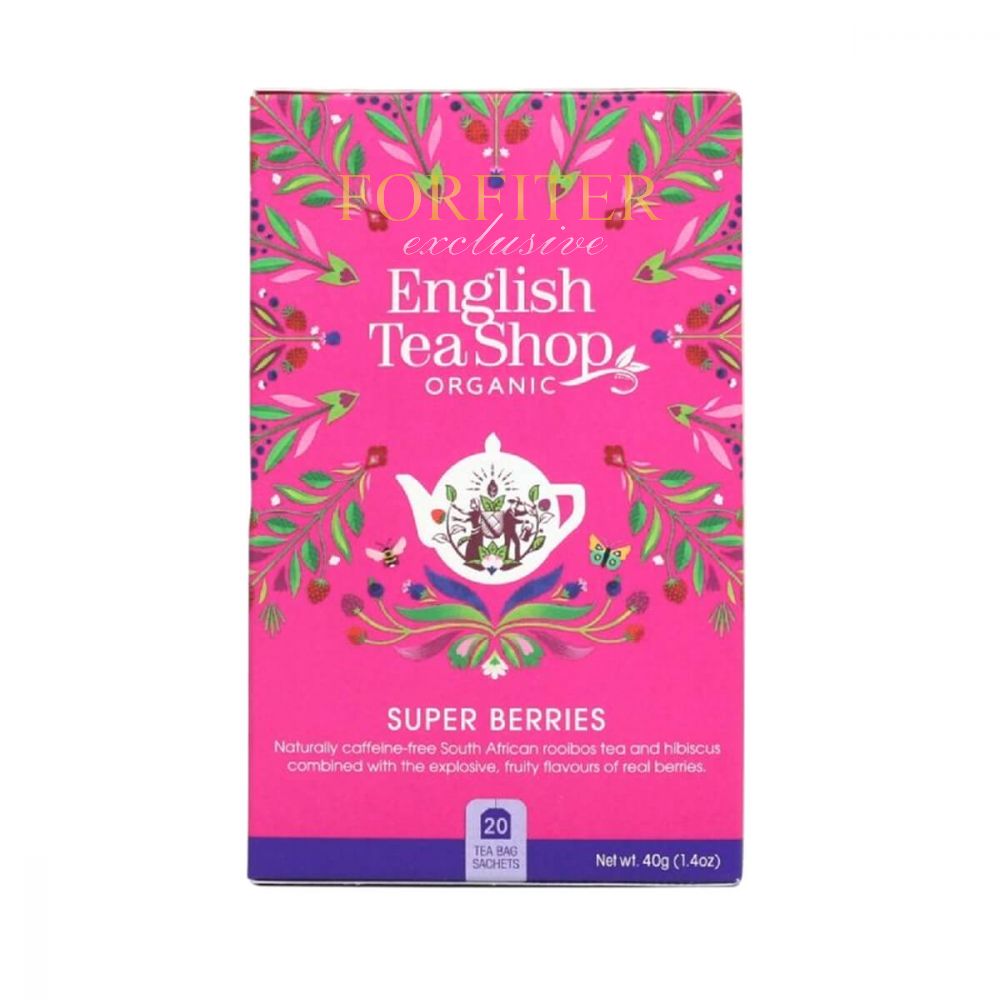 FORFITER
exclusive
English
Tea Shop
ORGANIC
SUPER BERRIES
Naturally caffeine-free South African rooibos tea and hibiscus
combined with the explosive, fruity flavours of real berries.
20
TEA BAG
SACHETS
Net wt. 40g (1.4oz)